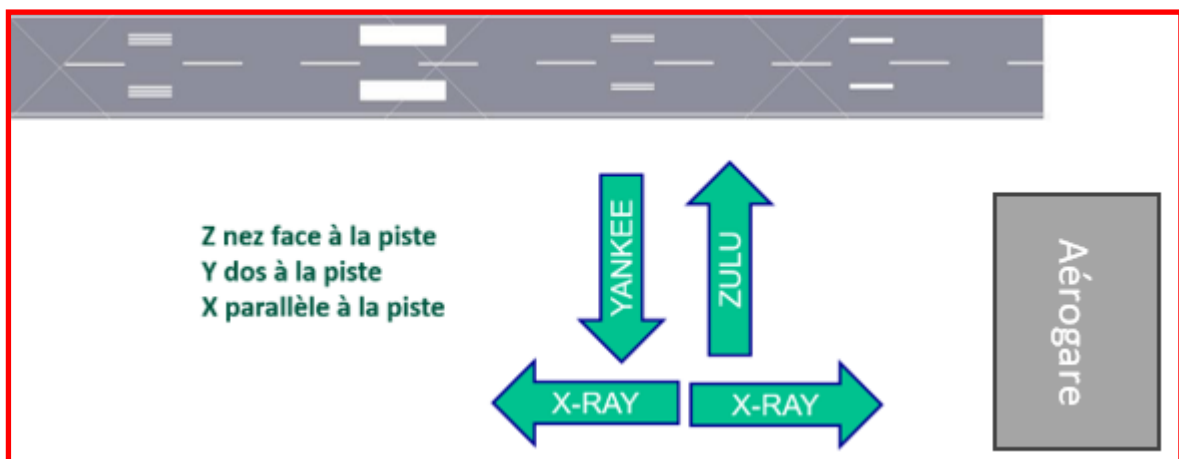 Z nez face à la piste
Y dos à la piste
X parallèle à la piste
YANKEE
ZULU
X-RAY
X-RAY
Aérogare